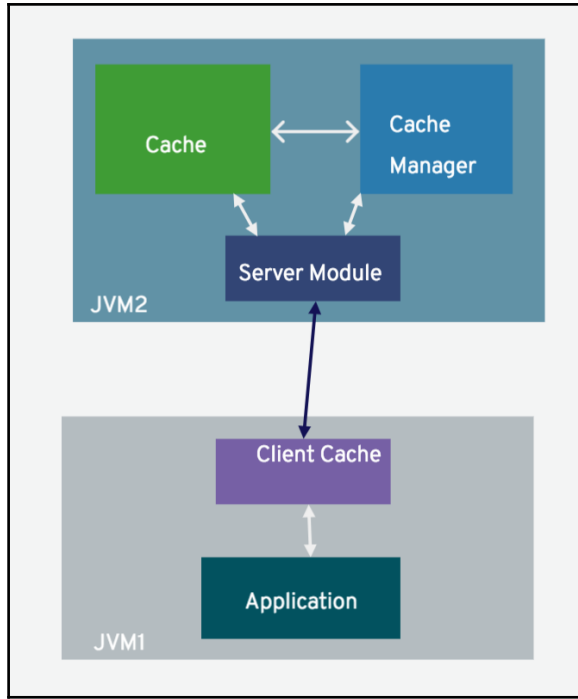 Cache
Cache
Manager
Server Module
JVM2
Client Cache
Application
JVM1